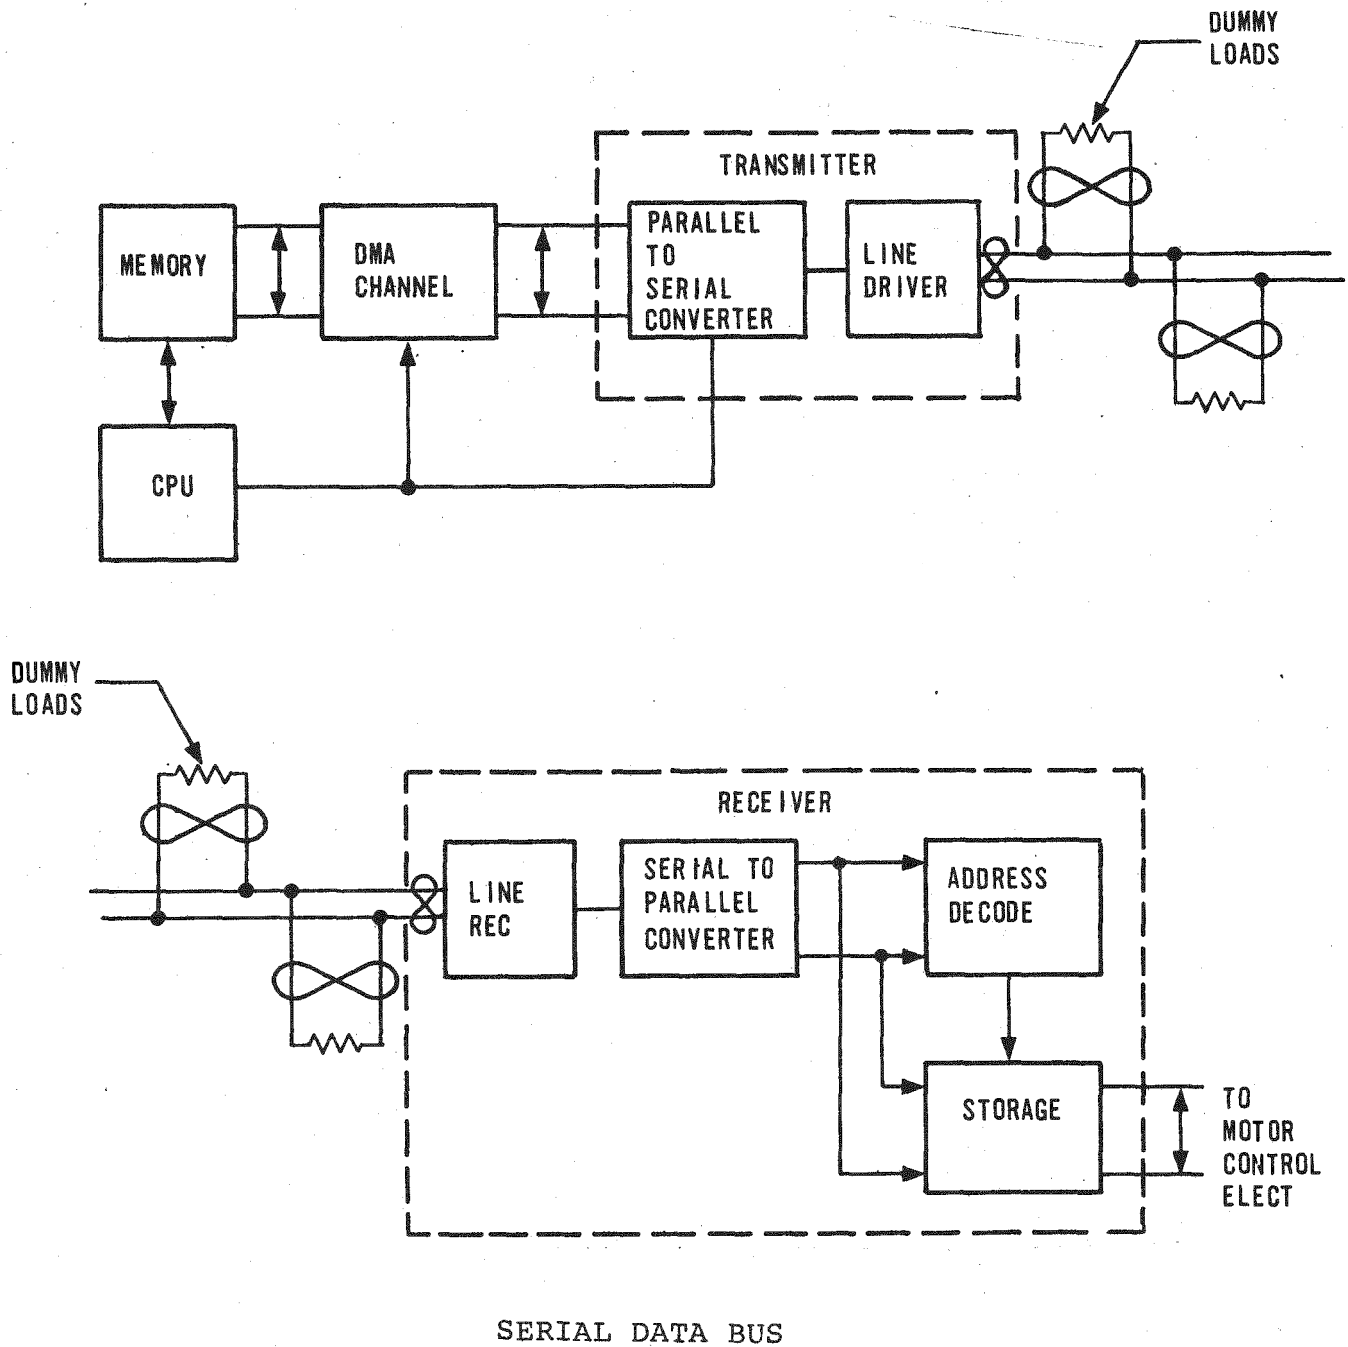 DUMMY
LOADS
TRANSMITTER
MEMORY
DMA
CHANNEL
PARALLEL
TO
SERIAL
CONVERTER
LINE
DRIVER
CPU
DUMMY
LOADS
RECEIVER
LINE
REC
SERIAL TO
PARALLEL
CONVERTER
ADDRESS
DECODE
STORAGE
TO
MOTOR
CONTROL
ELECT
SERIAL DATA BUS